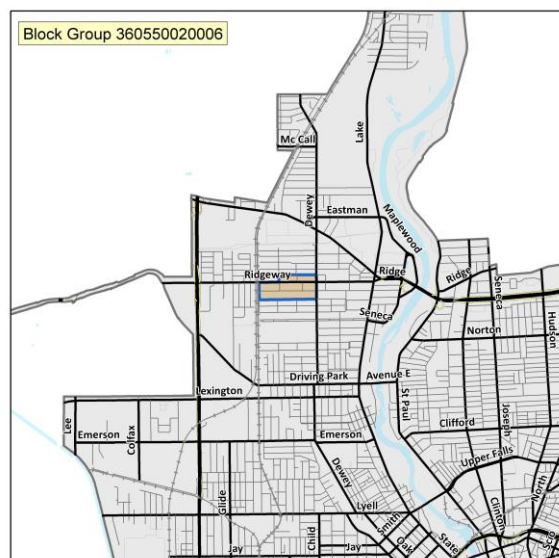 Block Group 360550020006
Mc Call
Lake
Dewey
Eastman
Maplewood
Ridgeway
Ridge
Ridge
Seneca
Seneca
Hudson
Norton
Driving Park
Avenue E
Lexington
St Paul
Lee
Emerson
Colfax
Emerson
Clifford
Joseph
Dewey
Upper Falls
Glide
Lyell
Clinton
North
Child
Smith
Jay
Jay
Oak
State